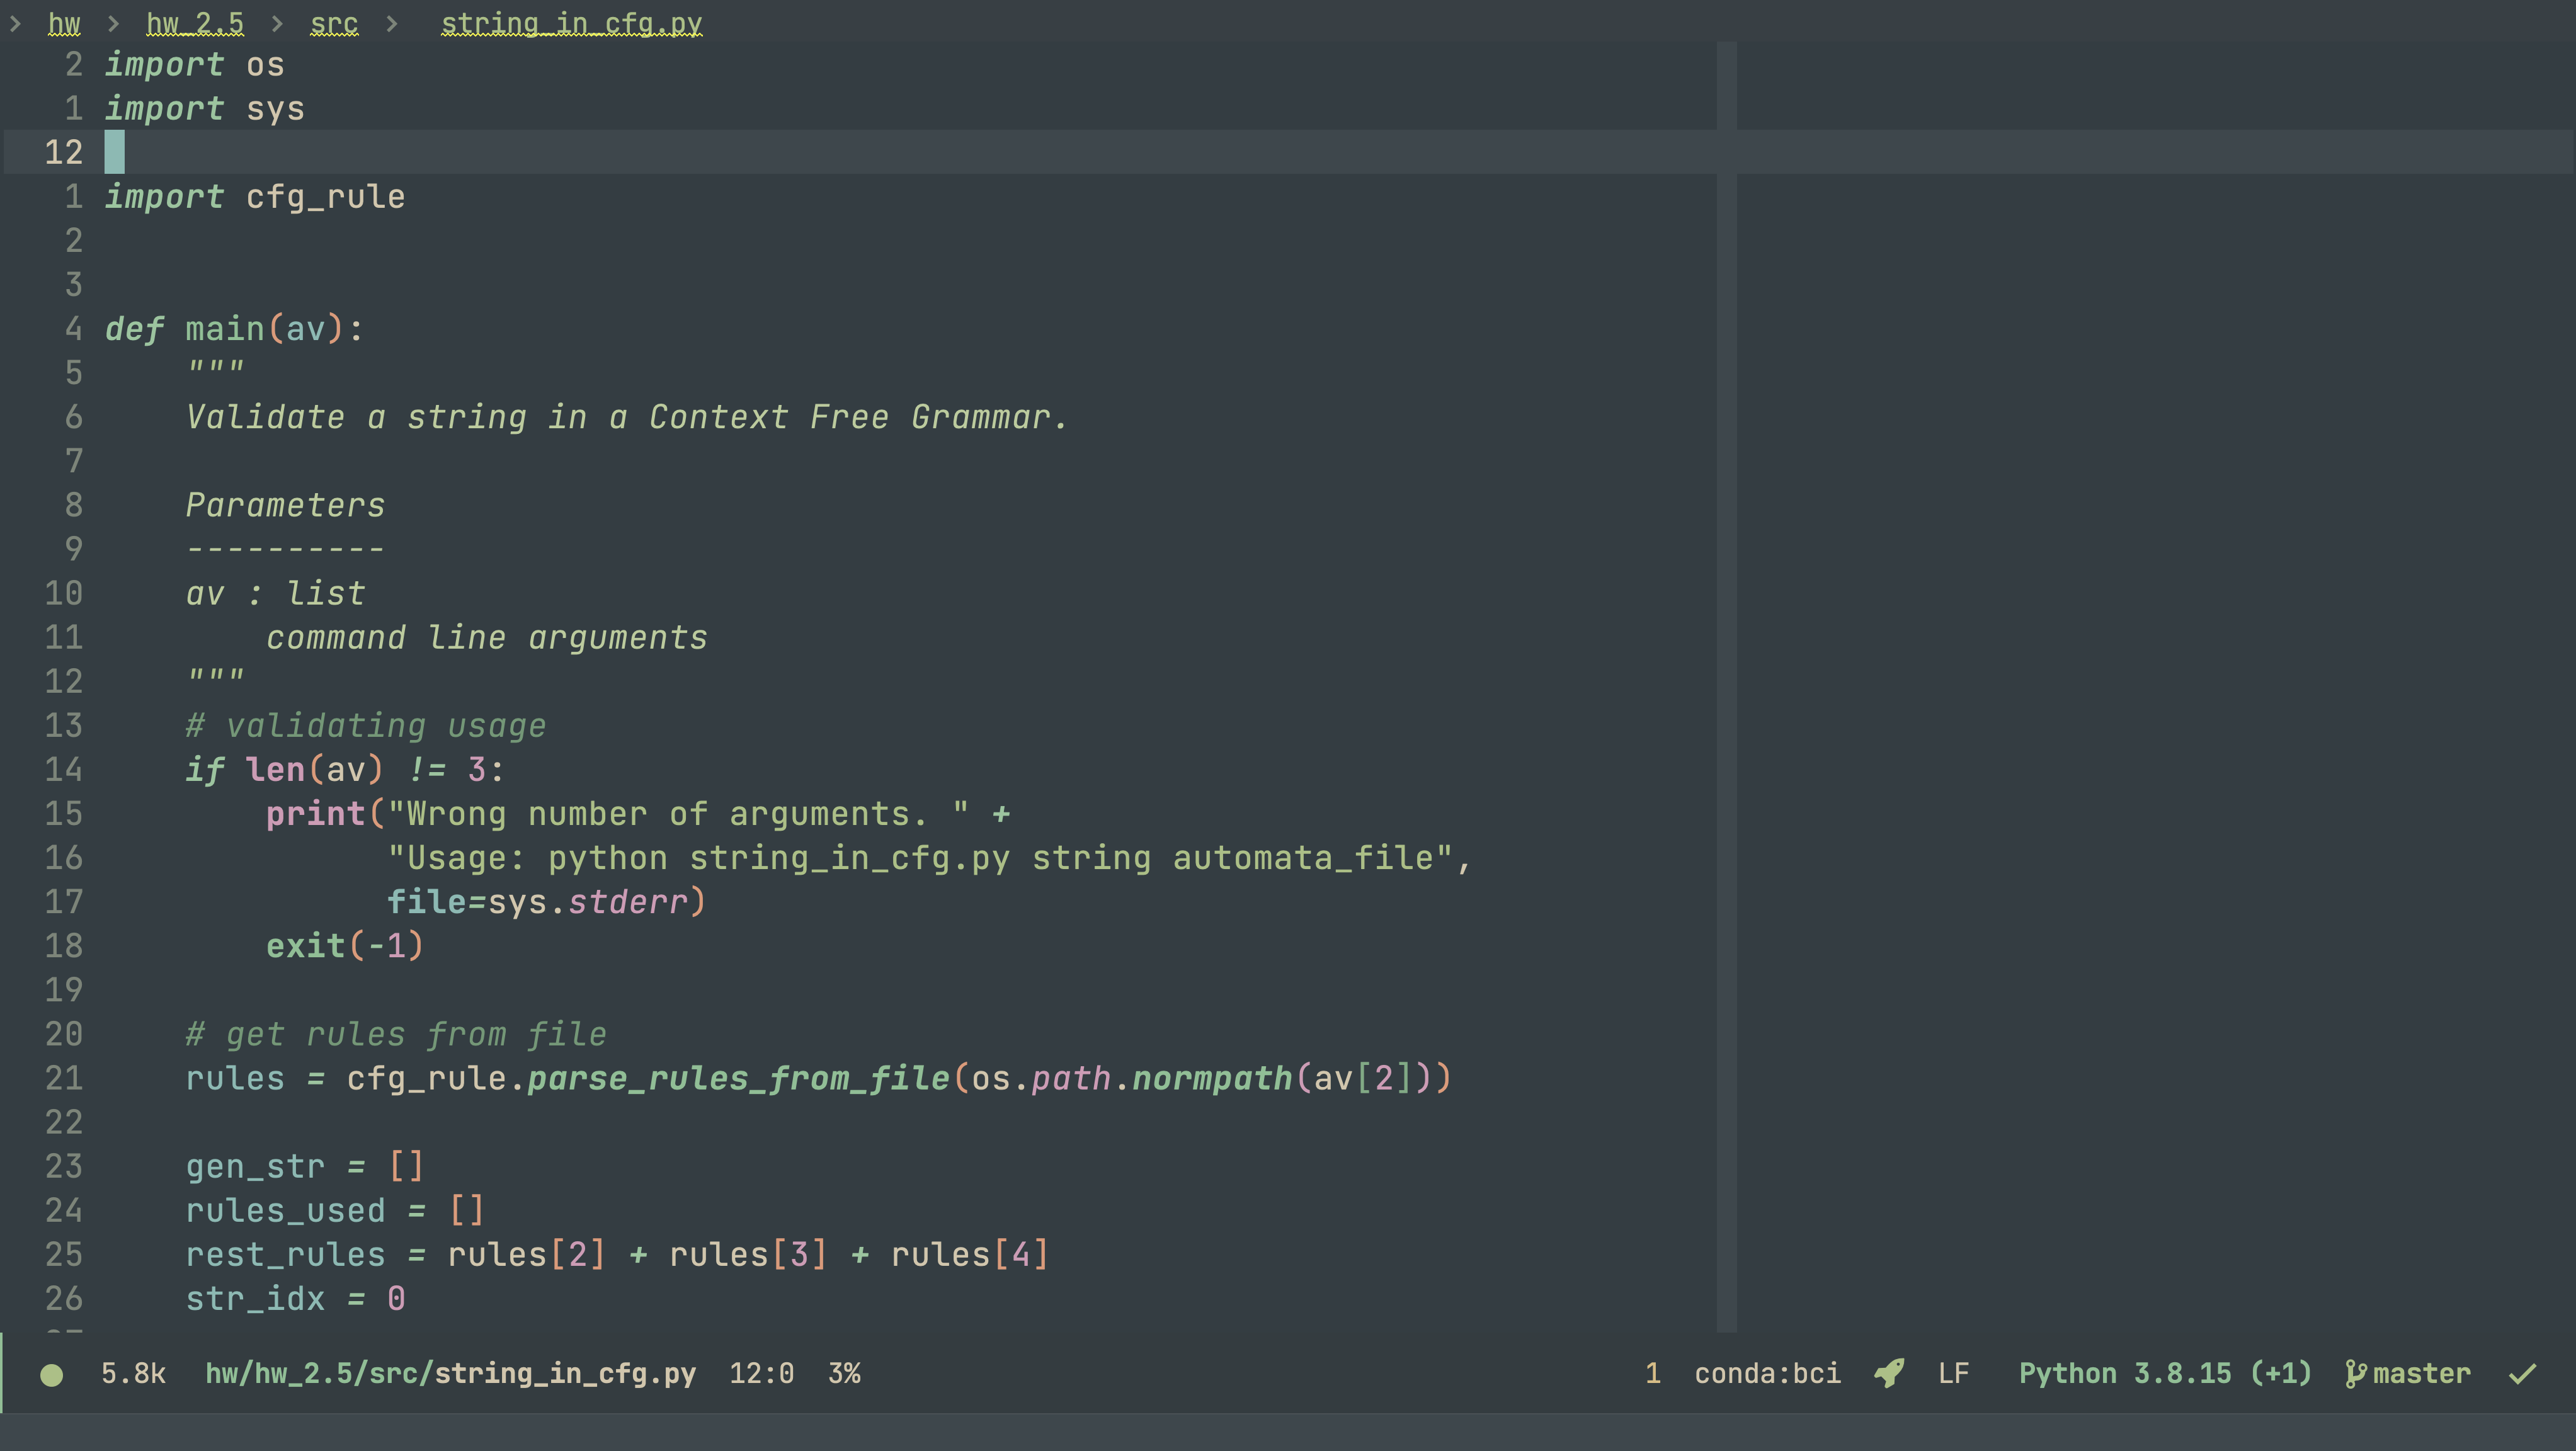 > hw > hw_2.5 > src > string_in_cfg.py
2 import os
1 import sys
12
1 import cfg_rule
2
3
4 def main(av):
5     """
6     Validate a string in a Context Free Grammar.
7
8     Parameters
9     ----------
10     av : list
11         command line arguments
12     """
13     # validating usage
14     if len(av) != 3:
15         print("Wrong number of arguments. " +
16               "Usage: python string_in_cfg.py string automata_file",
17               file=sys.stderr)
18         exit(-1)
19
20     # get rules from file
21     rules = cfg_rule.parse_rules_from_file(os.path.normpath(av[2]))
22
23     gen_str = []
24     rules_used = []
25     rest_rules = rules[2] + rules[3] + rules[4]
26     str_idx = 0
5.8k hw/hw_2.5/src/string_in_cfg.py 12:0 3% 1 conda:bci LF Python 3.8.15 (+1) master